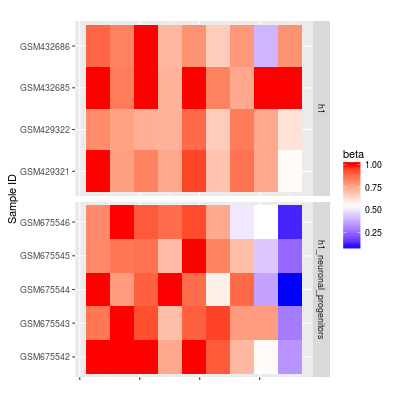 GSM432686
GSM432685
GSM429322
GSM429321
h1
GSM675546
GSM675545
GSM675544
GSM675543
GSM675542
h1_neuronal_progenitors
Sample ID
beta
1.00
0.75
0.50
0.25